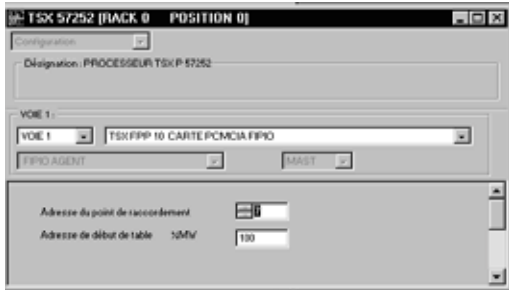 TSX 57252 [RACK 0 POSITION 0]
Configuration
Désignation : PROCESSEUR TSX P 57252
VOIE 1 :
VOIE 1 TSX FPP 10 CARTE PCMCIA FIPIO
FIPIO AGENT MAST
Adresse du point de raccordement
Adresse de début de table %MW 100